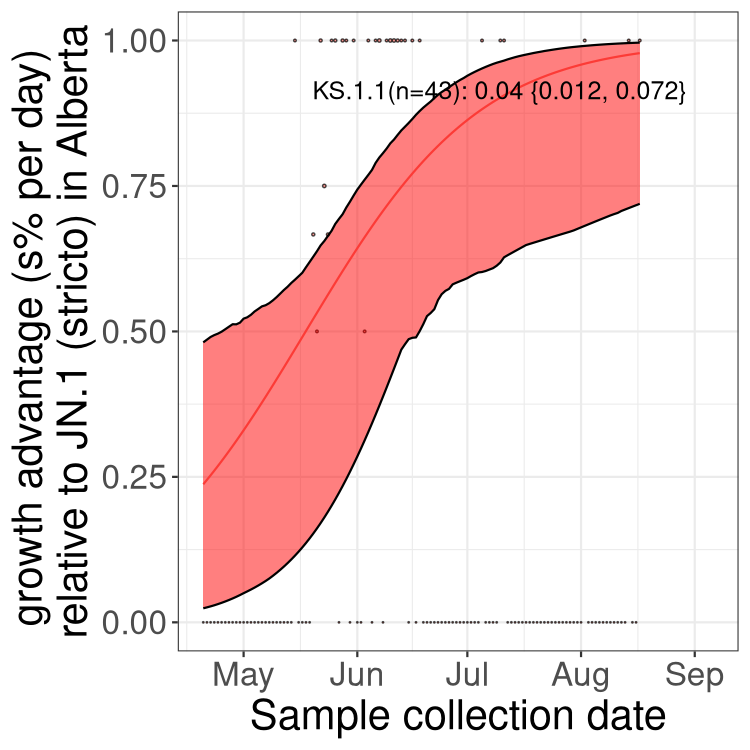 growth advantage (s% per day)
relative to JN.1 (stricto) in Alberta
1.00
0.75
0.50
0.25
0.00
KS.1.1(n=43): 0.04 {0.012, 0.072}
May Jun Jul Aug Sep
Sample collection date